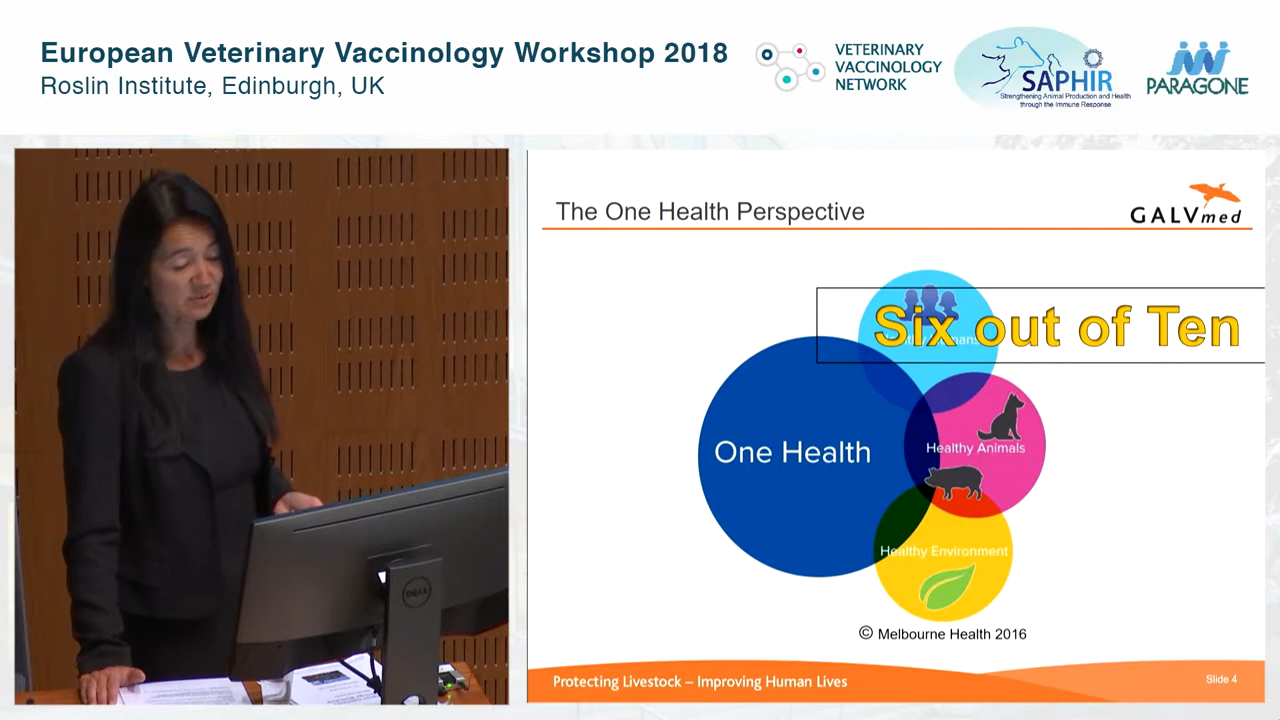 European Veterinary Vaccinology Workshop 2018
Roslin Institute, Edinburgh, UK
VETERINARY
VACCINOLOGY
NETWORK
SAPHIR
Strengthening Animal Production and Health
through the Immune Response
PARAGONE
The One Health Perspective
GALVmed
Six out of Ten
One Health
Healthy Animals
Healthy Environment
© Melbourne Health 2016
Protecting Livestock – Improving Human Lives
Slide 4
DELL